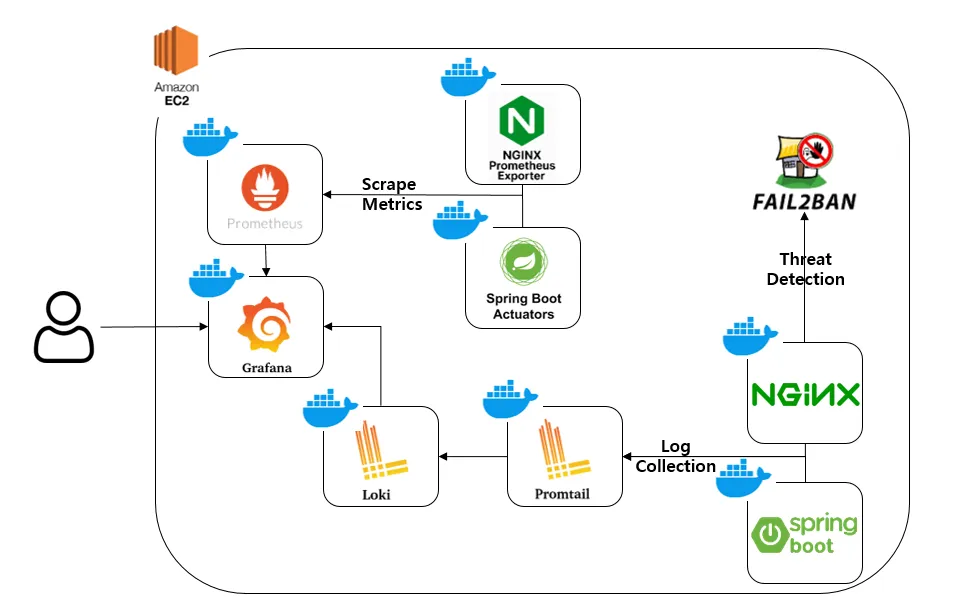 Amazon
EC2
NGINX
Prometheus
Exporter
Prometheus
Scrape
Metrics
FAIL2BAN
Spring Boot
Actuators
Threat
Detection
Grafana
NGINX
Loki
Promtail
Log
Collection
spring
boot